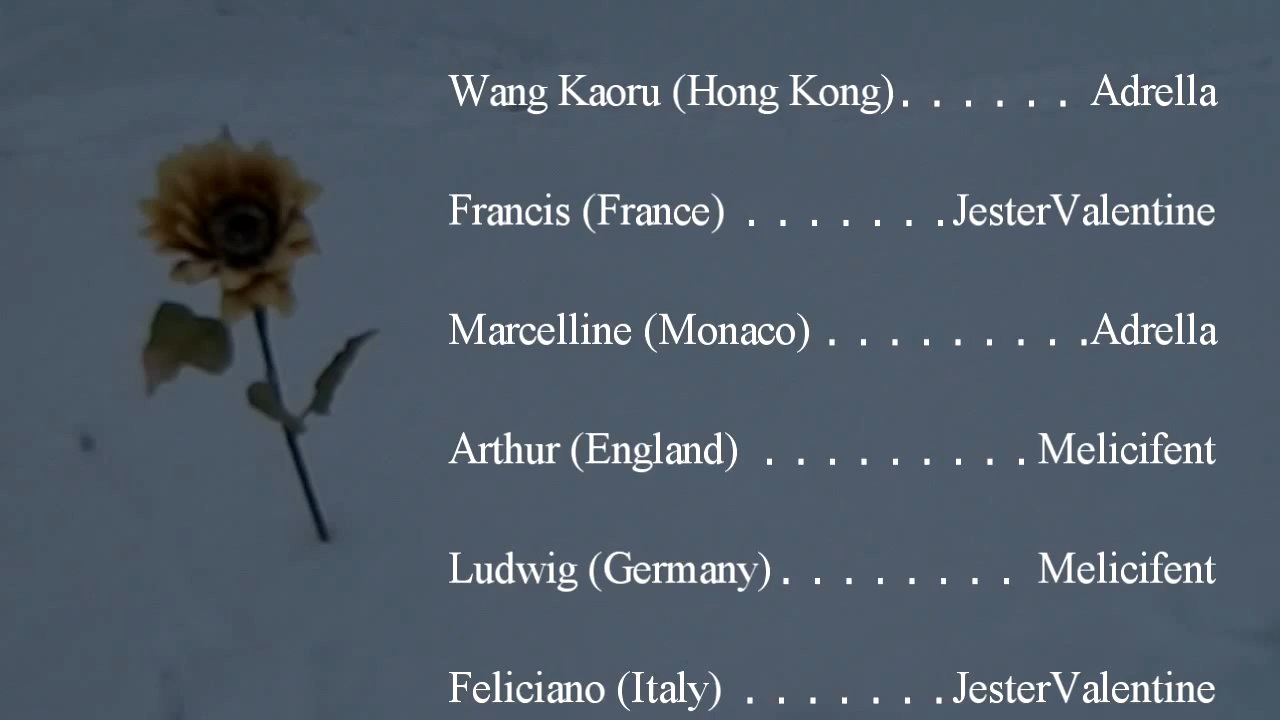 Wang Kaoru (Hong Kong). . . . . . Adrella
Francis (France) . . . . . . .JesterValentine
Marcelline (Monaco) . . . . . . . . .Adrella
Arthur (England) . . . . . . . . . Melicifent
Ludwig (Germany). . . . . . . . Melicifent
Feliciano (Italy) . . . . . . .JesterValentine